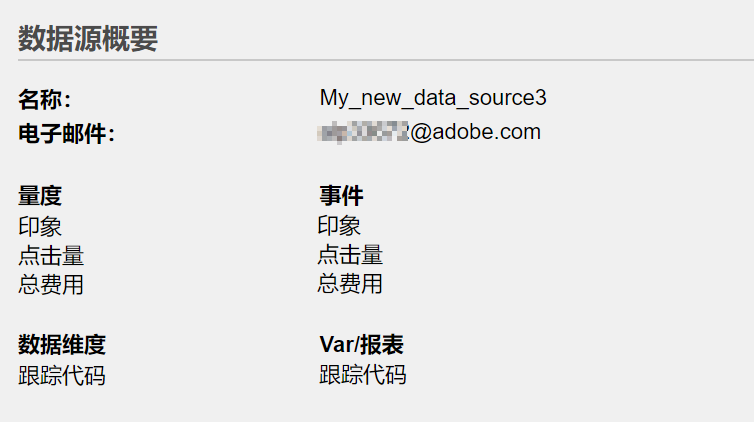 数据源概要
名称： My_new_data_source3
电子邮件： @adobe.com
量度 事件
印象 印象
点击量 点击量
总费用 总费用
数据维度 Var/报表
跟踪代码 跟踪代码